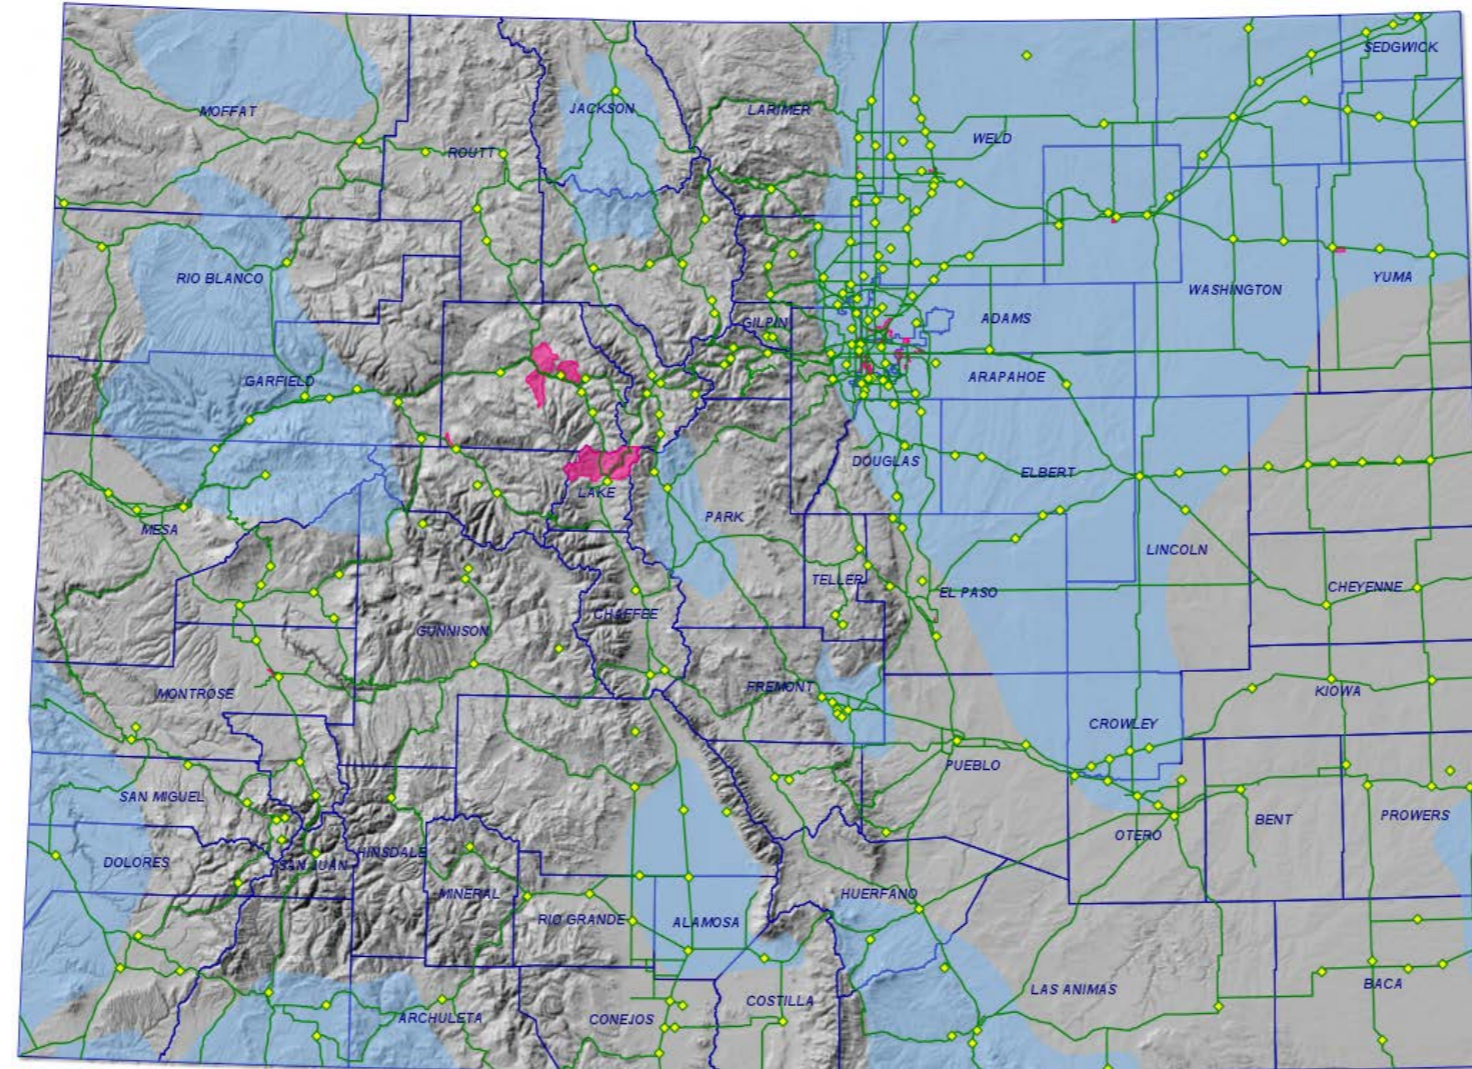 SEDGWICK
MOFFAT
JACKSON
LARIMER
WELD
ROUTT
RIO BLANCO
YUMA
WASHINGTON
ADAMS
GILPIN
GARFIELD
ARAPAHOE
DOUGLAS
ELBERT
LAKE
PARK
MESA
LINCOLN
TELLER
CHEYENNE
EL PASO
CHAFFEE
GUNNISON
FREMONT
KIOWA
MONTROSE
CROWLEY
PUEBLO
SAN MIGUEL
PROWERS
BENT
OTERO
HINSDALE
DOLORES
SAN JUAN
MINERAL
HUERFANO
RIO GRANDE
ALAMOSA
BACA
LAS ANIMAS
COSTILLA
ARCHULETA
CONEJOS